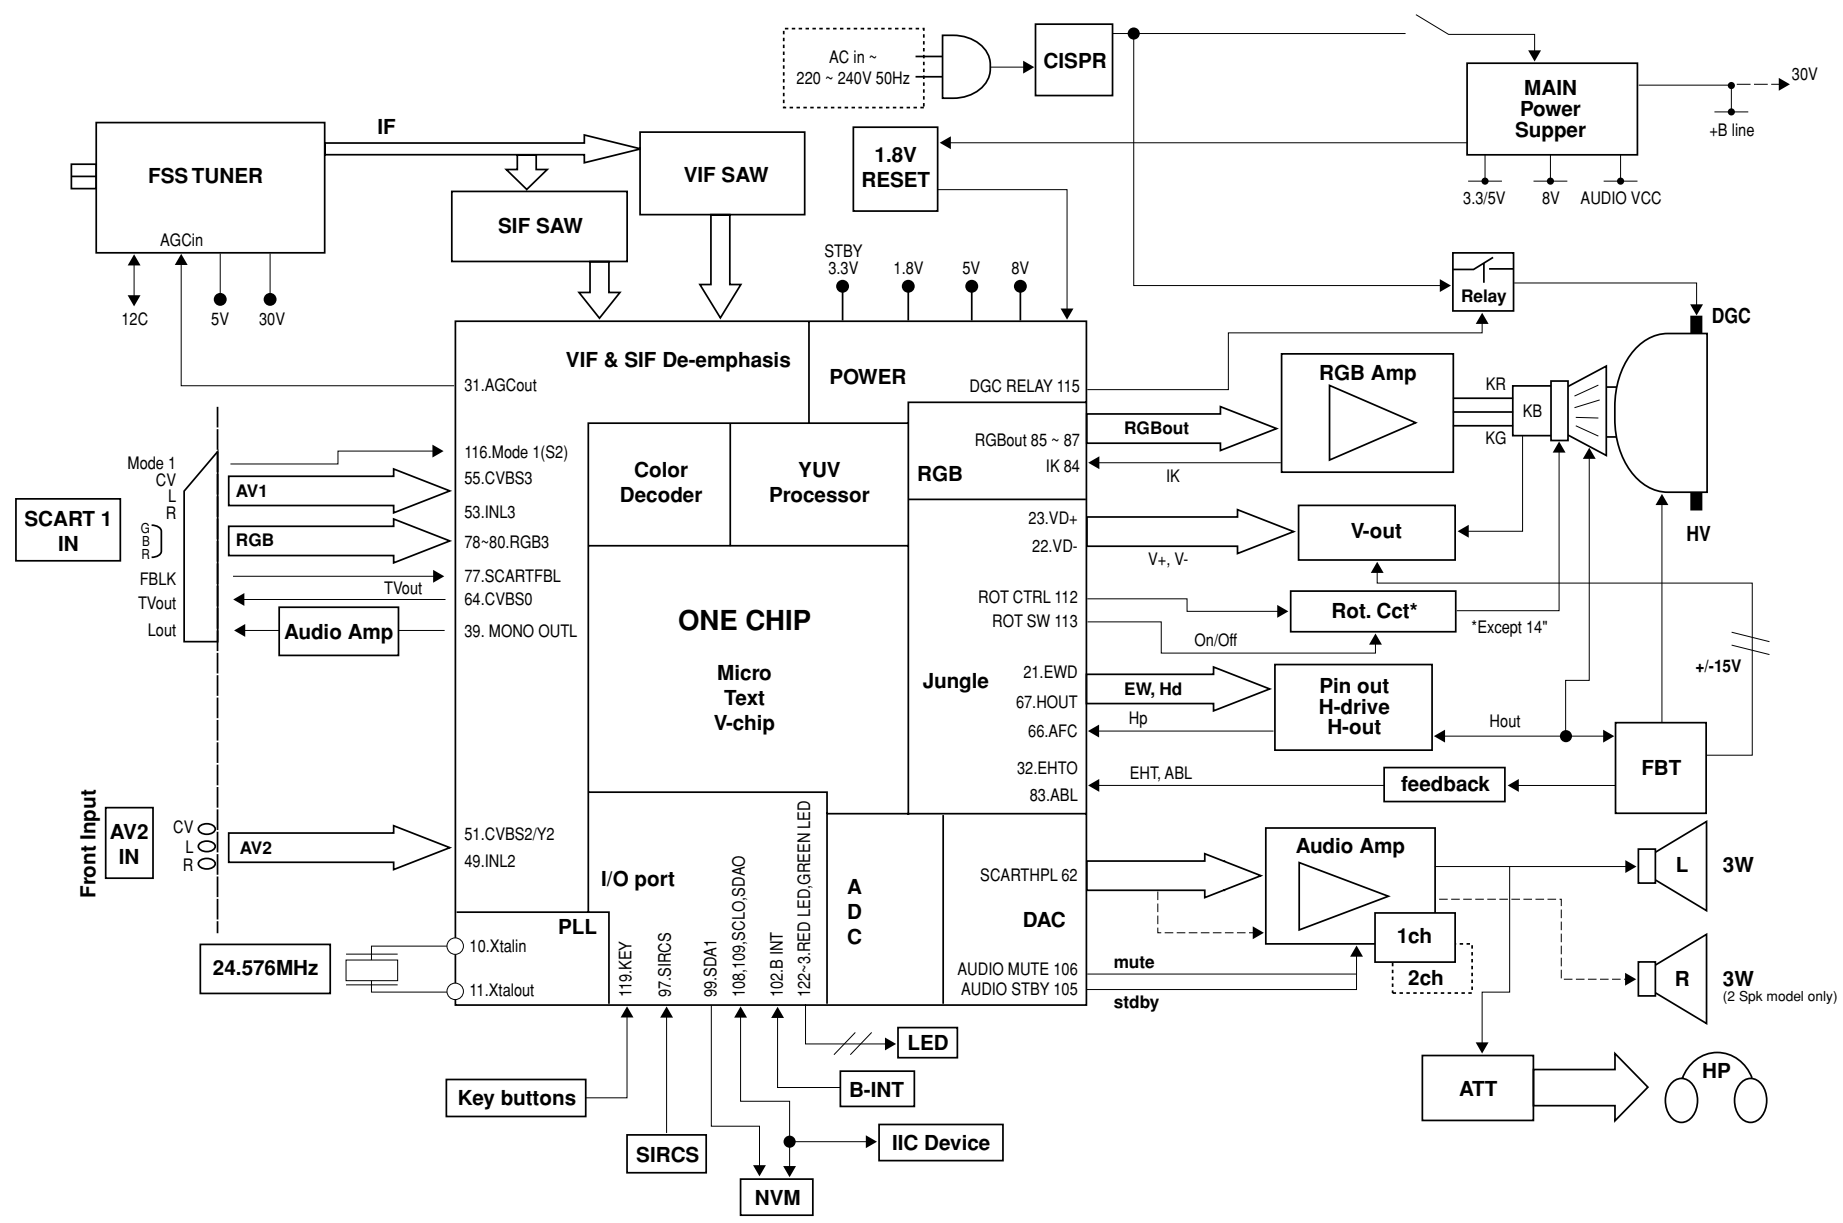 AC in ~
220 ~ 240V 50Hz
CISPR
MAIN
Power
Supper
30V
+B line
3.3/5V
8V
AUDIO VCC
1.8V
RESET
IF
FSS TUNER
AGCin
12C
5V
30V
VIF SAW
SIF SAW
STBY
3.3V
1.8V
5V
8V
Relay
DGC
HV
VIF & SIF De-emphasis
POWER
31.AGCout
DGC RELAY 115
RGB Amp
KR
KB
KG
RGBout
RGBout 85 ~ 87
IK 84
IK
RGB
Color
Decoder
YUV
Processor
SCART 1
IN
Mode 1
CV
L
R
G
B
R
FBLK
TVout
Lout
AV1
RGB
TVout
Audio Amp
116.Mode 1(S2)
55.CVBS3
53.INL3
78~80.RGB3
77.SCARTFBL
64.CVBS0
39. MONO OUTL
ONE CHIP
Micro
Text
V-chip
Jungle
23.VD+
22.VD-
V+, V-
V-out
ROT CTRL 112
ROT SW 113
On/Off
Rot. Cct*
*Except 14"
+/-15V
21.EWD
67.HOUT
66.AFC
EW, Hd
Hp
Pin out
H-drive
H-out
Hout
FBT
32.EHTO
83.ABL
EHT, ABL
feedback
Front Input
AV2
IN
CV
L
R
AV2
51.CVBS2/Y2
49.INL2
I/O port
PLL
24.576MHz
10.Xtalin
11.Xtalout
119.KEY
97.SIRCS
99.SDA1
108,109,SCLO,SDAO
102.B INT
122~3.RED LED,GREEN LED
A
D
C
SCARTHPL 62
DAC
AUDIO MUTE 106
AUDIO STBY 105
mute
stdby
Audio Amp
1ch
2ch
L
3W
R
3W
(2 Spk model only)
ATT
HP
LED
B-INT
Key buttons
SIRCS
IIC Device
NVM